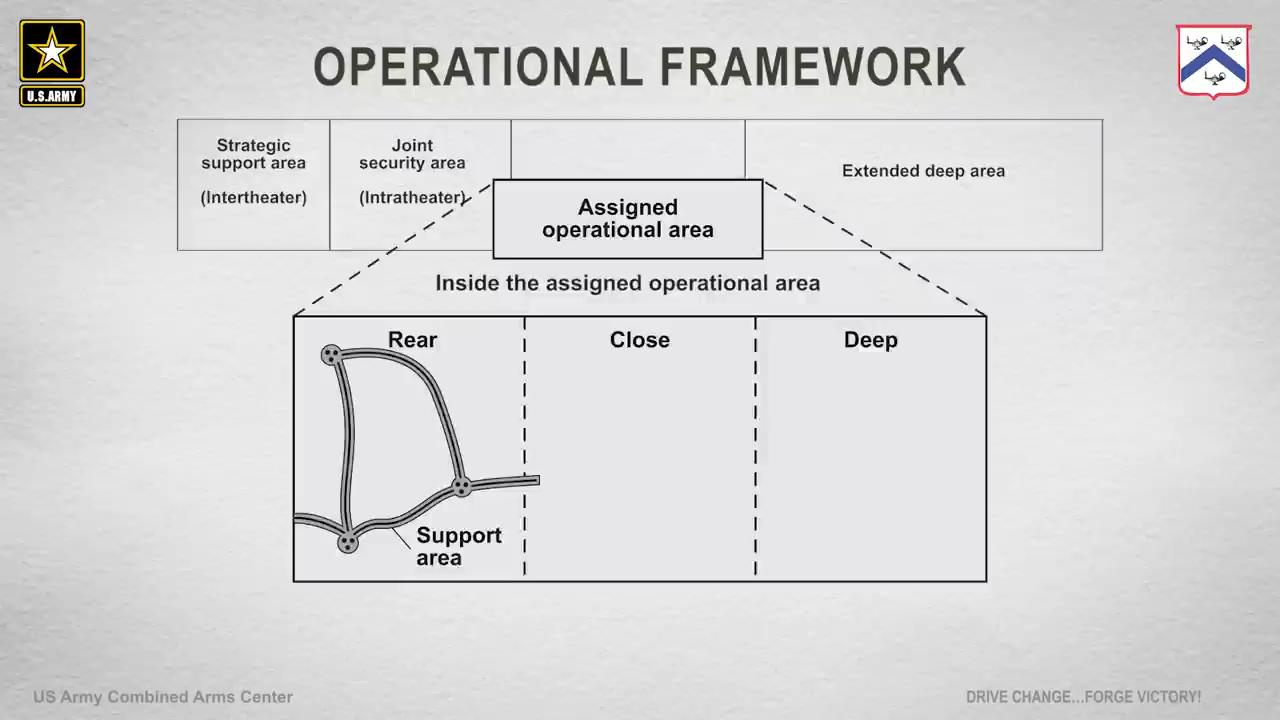 OPERATIONAL FRAMEWORK
U.S.ARMY
Strategic
support area
(Intertheater)
Joint
security area
(Intratheater)
Extended deep area
Assigned
operational area
Inside the assigned operational area
Rear
Close
Deep
Support
area
US Army Combined Arms Center
DRIVE CHANGE...FORGE VICTORY!